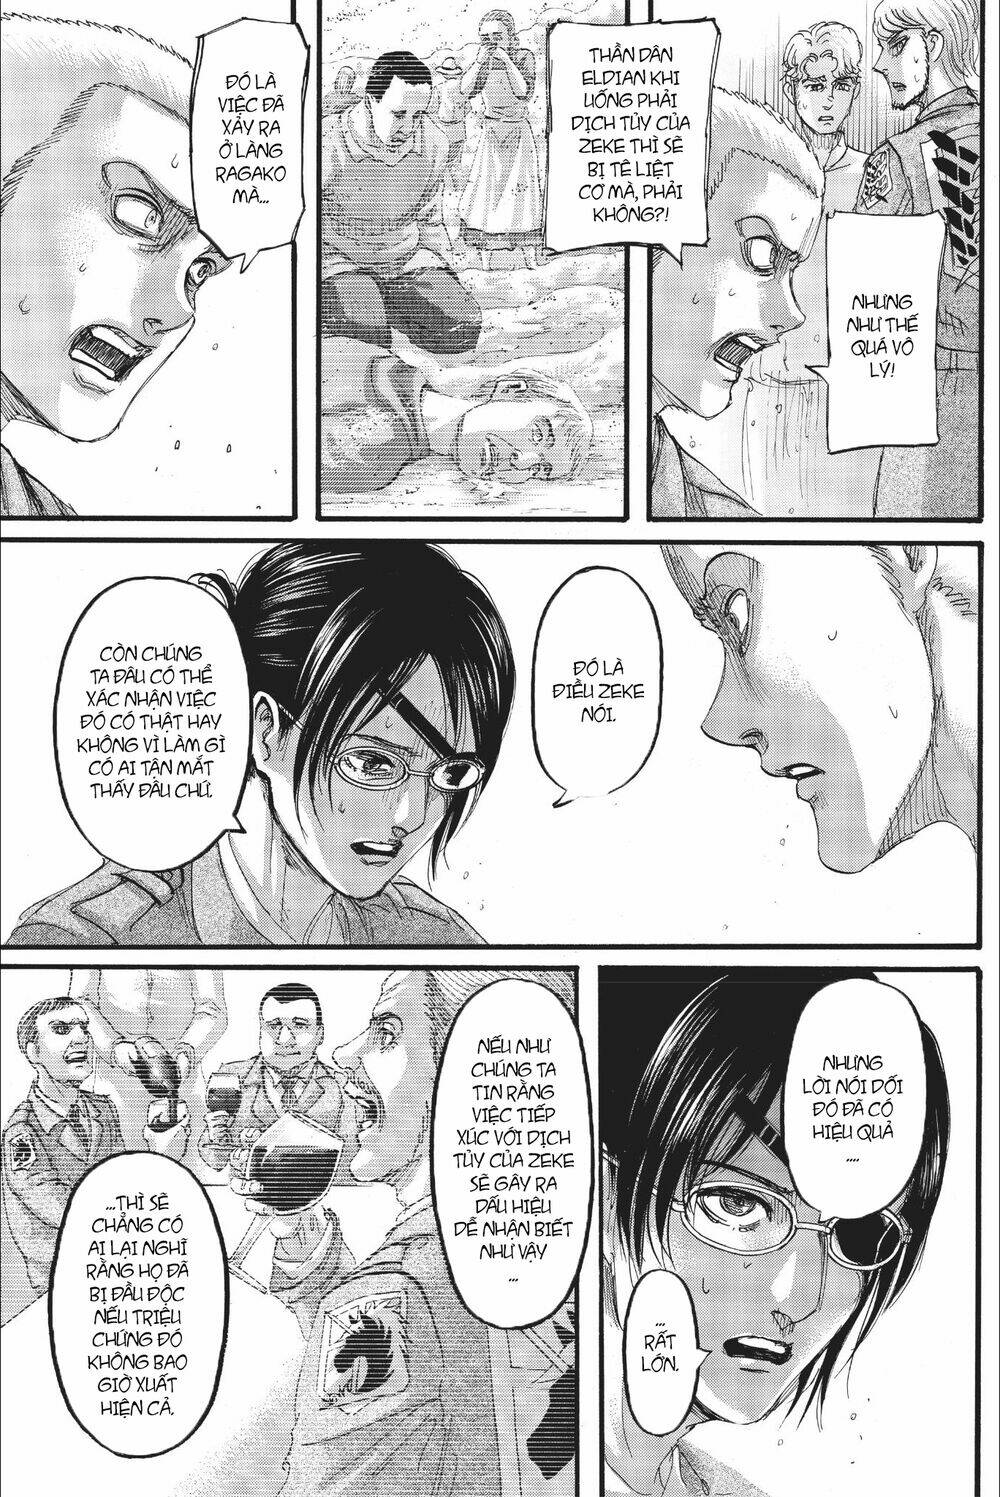 NHƯNG
NHƯ THẾ
QUÁ VÔ
LÝ!
THẦN DÂN
ELDIAN KHI
UỐNG PHẢI
DỊCH TỦY CỦA
ZEKE THÌ SẼ
BỊ TÊ LIỆT
CƠ MÀ, PHẢI
KHÔNG?!
ĐÓ LÀ
VIỆC ĐÃ
XẢY RA
Ở LÀNG
RAGAKO
MÀ...
ĐÓ LÀ
ĐIỀU ZEKE
NÓI.
CÒN CHÚNG
TA ĐÂU CÓ THỂ
XÁC NHẬN VIỆC
ĐÓ CÓ THẬT HAY
KHÔNG VÌ LÀM GÌ
CÓ AI TẬN MẮT
THẤY ĐÂU CHỨ.
NHƯNG
LỜI NÓI DỐI
ĐÓ ĐÃ CÓ
HIỆU QUẢ
....
...
RẤT
LỚN.
NẾU NHƯ
CHÚNG TA
TIN RẰNG
VIỆC TIẾP
XÚC VỚI DỊCH
TỦY CỦA ZEKE
SẼ GÂY RA
DẤU HIỆU
DỄ NHẬN BIẾT
NHƯ VẬY
...
...THÌ SẼ
CHẲNG CÓ
AI LẠI NGHĨ
RẰNG HỌ ĐÃ
BỊ ĐẦU ĐỘC
NẾU TRIỆU
CHỨNG ĐÓ
KHÔNG BAO
GIỜ XUẤT
HIỆN CẢ.